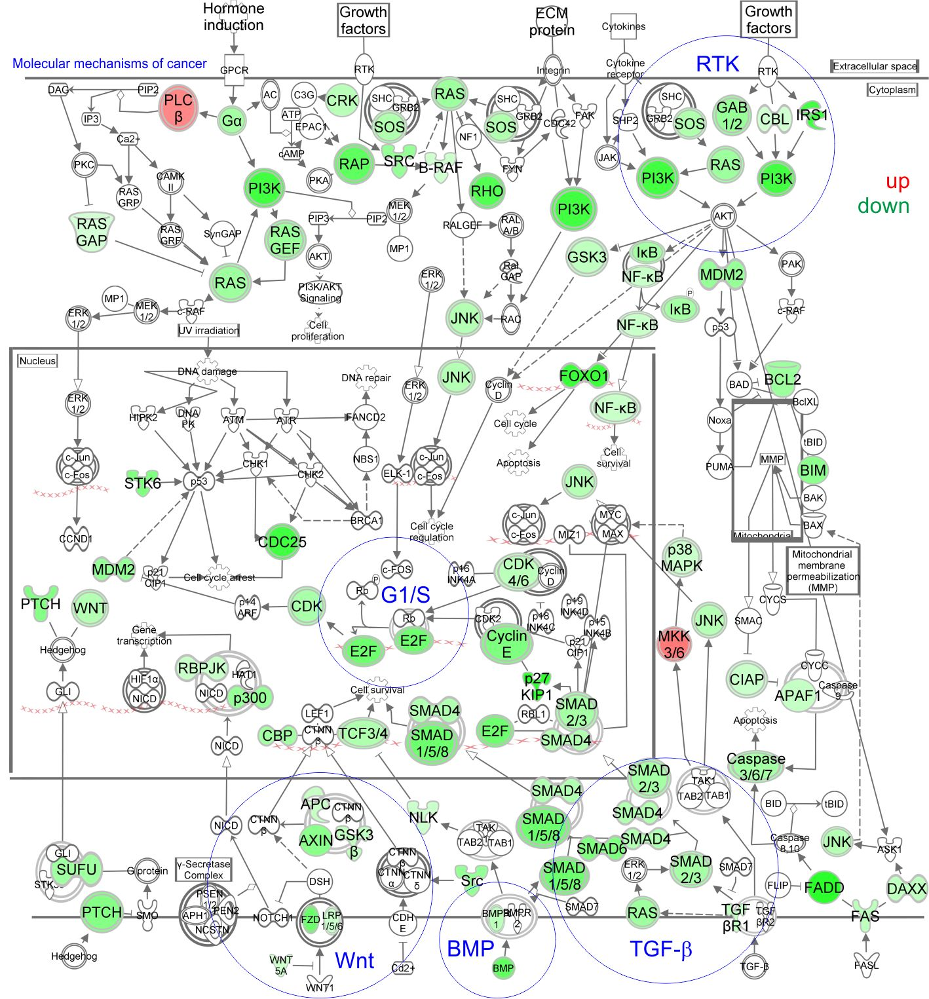 Hormone
induction
Growth
factors
ECM
protein
Cytokines
Growth
factors
Molecular mechanisms of cancer
GPCR
RTK
Integrin
Cytokine
receptor
RTK
RTK
Extracellular space
Cytoplasm
DAG
PIP2
PLC
β
Gα
AC
C3G
CRK
SHC
GRB2
SOS
RAS
SHC
GRB2
SOS
CDC42
FAK
SHP2
SHC
GRB2
SOS
GAB
1/2
CBL
IRS1
IP3
ATP
EPAC1
Ca2+
cAMP
NF1
PKC
PKA
RAP
SRC
B-RAF
FYN
JAK
RAS
PI3K
PI3K
CAMK
II
RAS
GRP
PI3K
RHO
PI3K
up
down
RAS
GAP
RAS
GRF
SynGAP
RAS
GEF
PIP3
PIP2
MEK
1/2
MP1
RALGEF
RAL
A/B
AKT
AKT
GSK3
IκB
NF-κB
MDM2
PAK
RAS
PI3K/AKT
Signaling
ERK
1/2
Ral
GAP
P
IκB
c-RAF
MP1
MEK
1/2
c-RAF
ERK
1/2
Cell
proliferation
JNK
RAC
NF-κB
p53
UV irradiation
Nucleus
DNA damage
DNA repair
ERK
1/2
JNK
Cyclin
D
FOXO1
BAD
BCL2
ERK
1/2
NF-κB
BclXL
HIPK2
DNA
PK
ATM
ATR
FANCD2
Cell cycle
Noxa
tBID
c-Jun
c-Fos
CHK1
CHK2
NBS1
ELK-1
c-Jun
c-Fos
Apoptosis
Cell
survival
PUMA
MMP
BIM
STK6
p53
JNK
BAK
BRCA1
Cell cycle
regulation
c-Jun
c-Fos
MIZ1
MYC
MAX
BAX
CCND1
CDC25
Mitochondria
p38
MAPK
Mitochondrial
membrane
permeabilization
(MMP)
MDM2
p21
CIP1
Cell cycle arrest
c-FOS
p16
INK4A
CDK
4/6
Cyclin
D
PTCH
WNT
p14
ARF
CDK
P
Rb
G1/S
Rb
E2F
E2F
CDK2
Cyclin
E
p18
INK4C
p19
INK4D
p15
INK4B
p21
CIP1
JNK
CYCS
SMAC
Hedgehog
Gene
transcription
MKK
3/6
RBPJK
HAT1
NICD
p300
HIF1α
NICD
GLI
Cell survival
p27
KIP1
CIAP
CYCC
APAF1
Caspase
9
LEF1
SMAD4
SMAD
1/5/8
E2F
RBL1
SMAD
2/3
SMAD4
Apoptosis
CBP
CTNN
β
TCF3/4
NICD
Caspase
3/6/7
SMAD
2/3
SMAD4
TAK1
TAB2
TAB1
SMAD4
SMAD
1/5/8
BID
tBID
APC
CTNN
β
AXIN
GSK3
β
CTNN
β
NICD
NLK
TAK
1
TAB2
TAB1
SMAD6
SMAD4
Caspase
8,10
JNK
ASK1
GLI
SUFU
G protein
γ-Secretase
Complex
CTNN
β
CTNN
α
CTNN
δ
Src
SMAD
1/5/8
ERK
1/2
SMAD
2/3
SMAD7
FLIP
FADD
DAXX
DSH
PTCH
SMO
PSEN
1/2
APH1
PEN2
NCSTN
NOTCH1
FZD
LRP
1/5/6
CDH
E
BMPR
1
BMPR
2
SMAD7
RAS
TGF
βR1
TGF
βR2
FAS
Hedgehog
WNT
5A
Wnt
WNT1
Cd2+
BMP
BMP
TGF-β
TGF-β
FASL